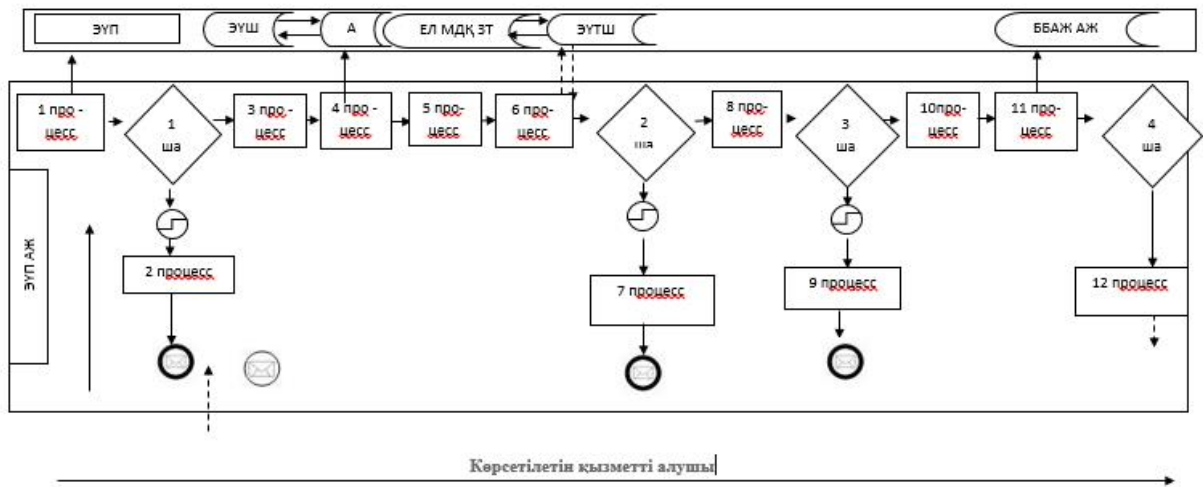 ЭҮП ЭҮШ А ЕЛ МДҚ ЗТ ЭҮТШ ББАЖ АЖ
1 про -
цесс
1
ша
3 про -
цесс
4 про -
цесс
5 про-
цесс
6 про-
цесс
2
ша
8 про-
цесс
3
ша
10про-
цесс
11 про-
цесс
4
ша
ЭҮП АЖ
2 процесс
7 процесс
9 процесс
12 процесс
Көрсетілетін қызметті алушы